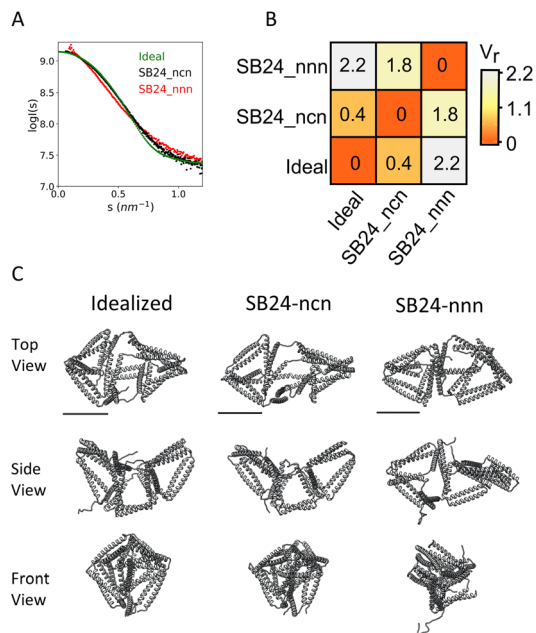 A
B
Ideal
SB24_ncn
SB24_nnn
9.0
8.5
8.0
7.5
7.0
logI(s)
0.0
0.5
1.0
s (nm⁻¹)
SB24_nnn
2.2
1.8
0
SB24_ncn
0.4
0
1.8
Ideal
0
0.4
2.2
Ideal
SB24_ncn
SB24_nnn
Vr
2.2
1.1
0
C
Idealized
SB24-ncn
SB24-nnn
Top
View
Side
View
Front
View